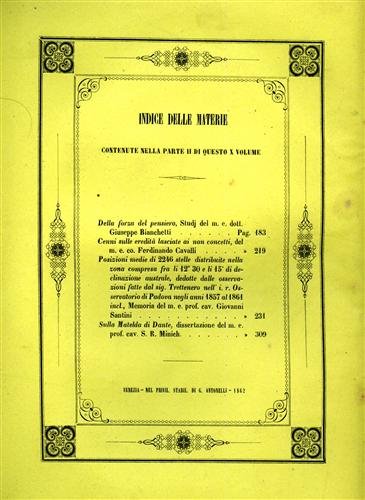 INDICE DELLE MATERIE
CONTENUTE NELLA PARTE II DI QUESTO X VOLUME
Della forza del pensiero, Studj del m. e. dott.
Giuseppe Bianchetti . . . . . . Pag. 183
Cenni sulle eredità lasciate ai non concetti, del
m. e. co. Ferdinando Cavalli . . . . » 219
Posizioni medie di 2246 stelle distribuite nella
zona compresa fra li 12° 30 e li 15° di de-
clinazione australe, dedotte dalle osserva-
zioni fatte dal sig. Trettenero nell' i. r. Os-
servatorio di Padova negli anni 1857 al 1861
incl., Memoria del m. e. prof. cav. Giovanni
Santini . . . . . . . . . . » 231
Sulla Matelda di Dante, dissertazione del m. e.
prof. cav. S. R. Minich. . . . . . » 309
VENEZIA – NEL PRIVIL. STABIL. DI G. ANTONELLI – 1862